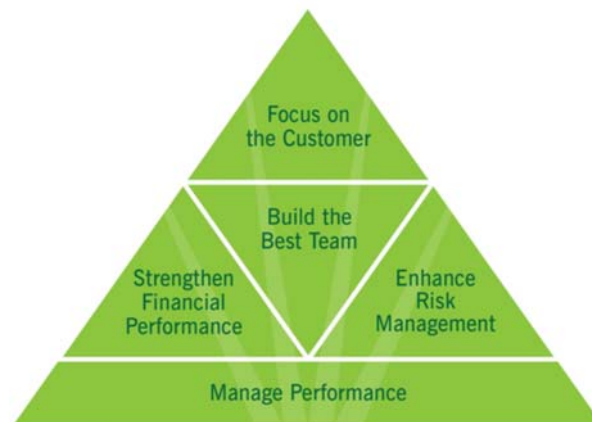 Focus on
the Customer
Build the
Best Team
Strengthen
Financial
Performance
Enhance
Risk
Management
Manage Performance